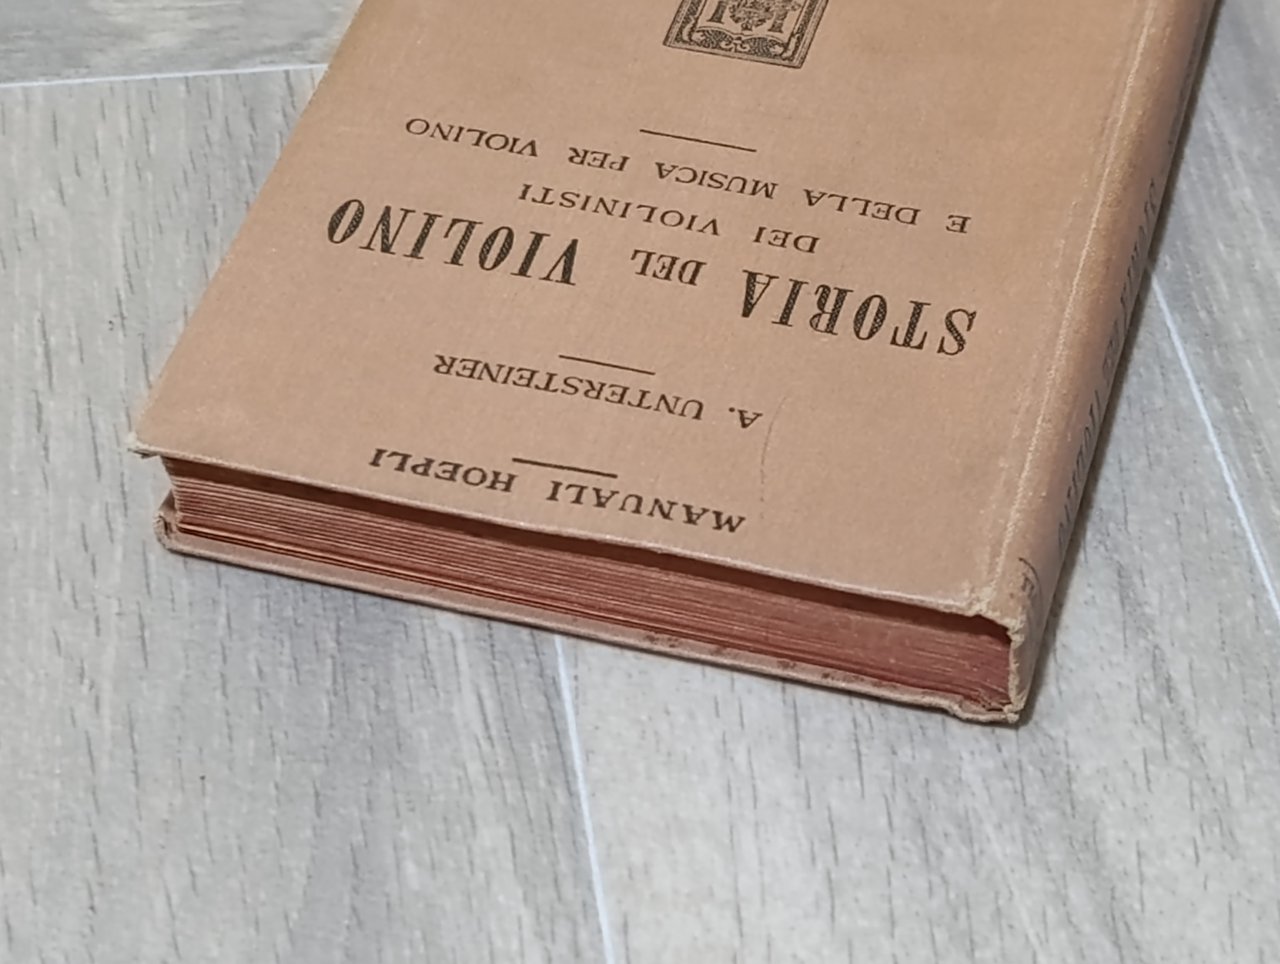 MANUALI HOEPLI
A. UNTERSTEINER
STORIA DEL VIOLINO
DEI VIOLINISTI
E DELLA MUSICA PER VIOLINO